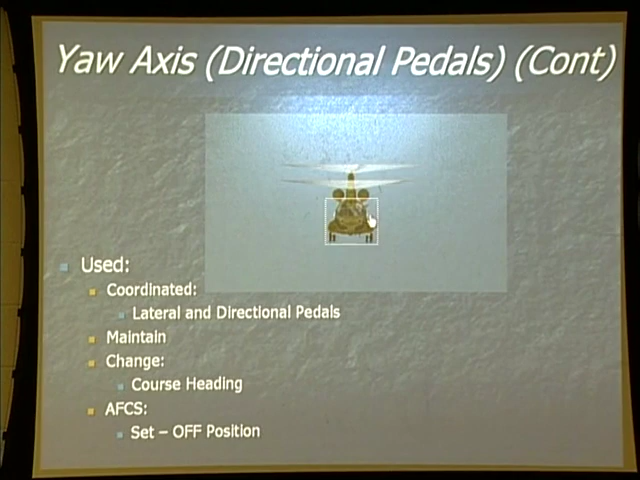 Yaw Axis (Directional Pedals) (Cont)
Used:
Coordinated:
Lateral and Directional Pedals
Maintain
Change:
Course Heading
AFCS:
Set – OFF Position